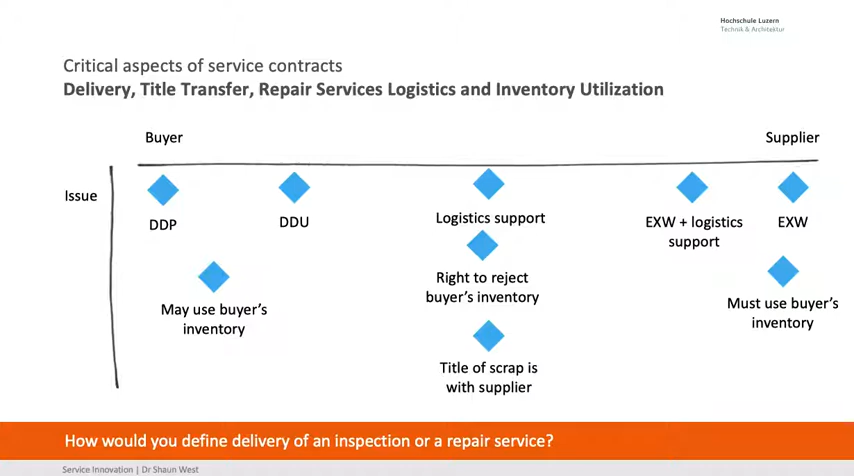 Hochschule Luzern
Technik & Architektur
Critical aspects of service contracts
Delivery, Title Transfer, Repair Services Logistics and Inventory Utilization
Buyer
Supplier
Issue
DDP
DDU
Logistics support
EXW + logistics
support
EXW
Right to reject
buyer's inventory
May use buyer's
inventory
Must use buyer's
inventory
Title of scrap is
with supplier
How would you define delivery of an inspection or a repair service?
Service Innovation | Dr Shaun West